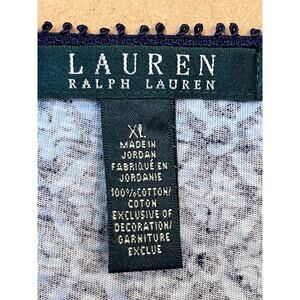 LAUREN
RALPH LAUREN
XL
MADE IN
JORDAN
FABRIQUÉ EN
JORDANIE
100%COTTON/
COTON
EXCLUSIVE OF
DECORATION/
GARNITURE
EXCLUE